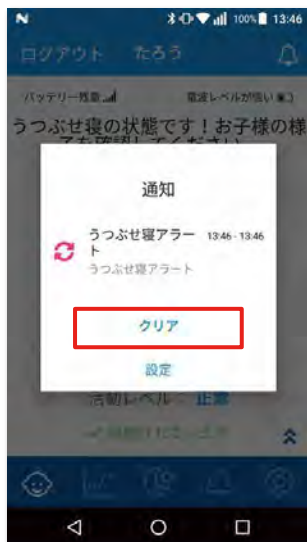 100% 13:46
ログアウト たろう
バッテリー残量 電波レベルが強い
うつぶせ寝の状態です！お子様の様
子を確認してください
通知
うつぶせ寝アラー 13:46 - 13:46
ト
うつぶせ寝アラート
クリア
設定
活動レベル： 正常